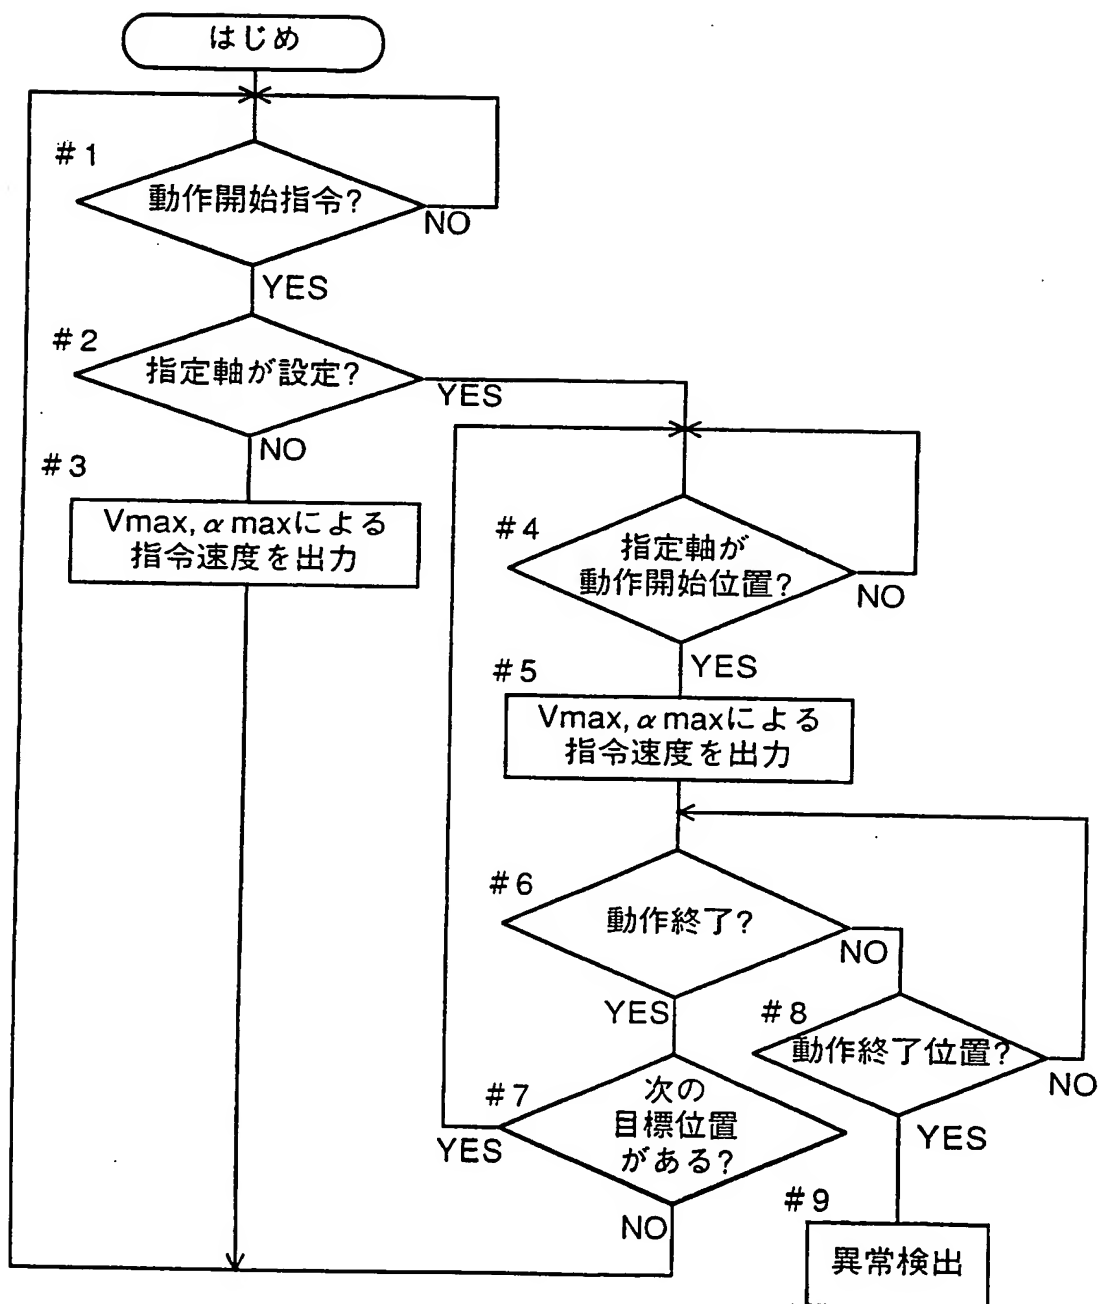 はじめ
#1
動作開始指令?
NO
YES
#2
指定軸が設定?
YES
NO
#3
Vmax,αmaxによる
指令速度を出力
#4
指定軸が
動作開始位置?
NO
YES
#5
Vmax,αmaxによる
指令速度を出力
#6
動作終了?
NO
YES
#8
動作終了位置?
NO
YES
#7
次の
目標位置
がある?
YES
NO
#9
異常検出